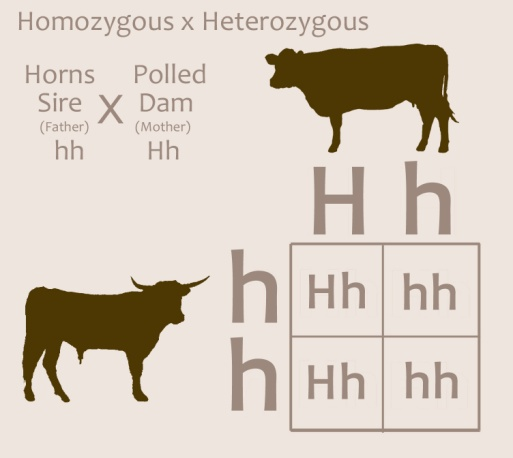 Homozygous x Heterozygous
Horns Polled
Sire X Dam
(Father) (Mother)
hh Hh
H h
h Hh hh
h Hh hh